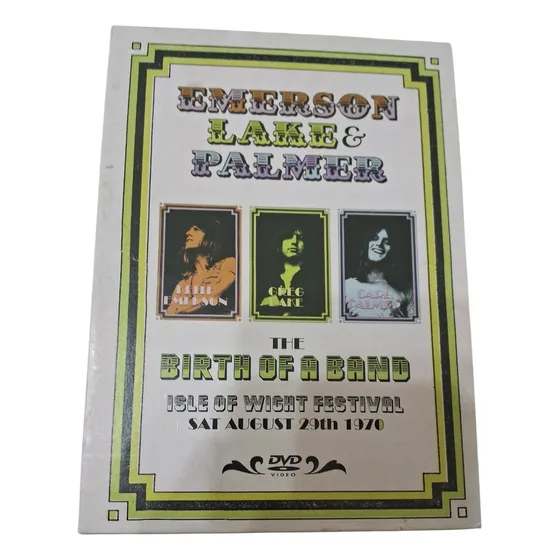 EMERSON
LAKE &
PALMER
KEITH
EMERSON
GREG
LAKE
CARL
PALMER
THE
BIRTH OF A BAND
ISLE OF WIGHT FESTIVAL
SAT AUGUST 29th 1970
DVD
VIDEO